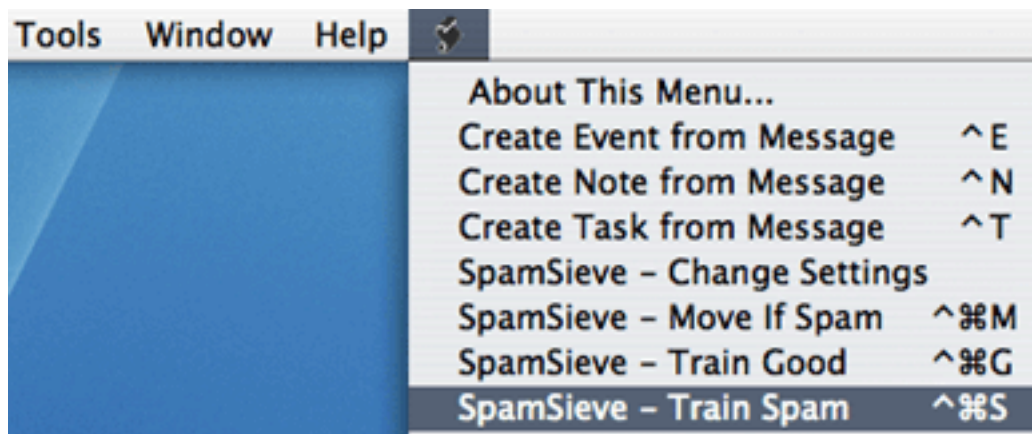 Tools Window Help
About This Menu...
Create Event from Message ^E
Create Note from Message ^N
Create Task from Message ^T
SpamSieve – Change Settings
SpamSieve – Move If Spam ^⌘M
SpamSieve – Train Good ^⌘G
SpamSieve – Train Spam ^⌘S